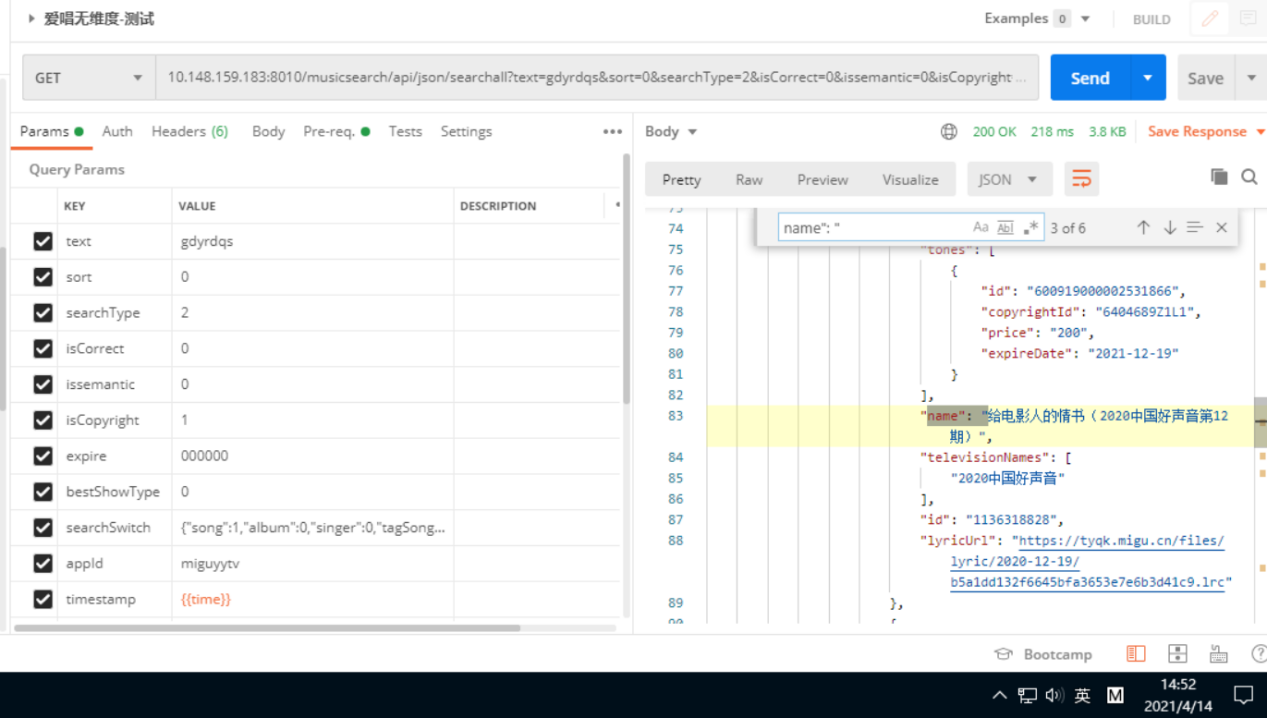 爱唱无维度-测试
Examples 0
BUILD
GET
10.148.159.183:8010/musicsearch/api/json/searchall?text=gdyrdqs&sort=0&searchType=2&isCorrect=0&issemantic=0&isCopyright ...
Send
Save
Params
Auth
Headers (6)
Body
Pre-req.
Tests
Settings
Query Params
KEY VALUE DESCRIPTION
text gdyrdqs
sort 0
searchType 2
isCorrect 0
issemantic 0
isCopyright 1
expire 000000
bestShowType 0
searchSwitch {"song":1,"album":0,"singer":0,"tagSong...
appId miguyytv
timestamp {{time}}
Body
200 OK 218 ms 3.8 KB Save Response
Pretty Raw Preview Visualize JSON
name": " Aa Abl .* 3 of 6
74
75 "tones": [
76 {
77 "id": "600919000002531866",
78 "copyrightId": "6404689Z1L1",
79 "price": "200",
80 "expireDate": "2021-12-19"
81 }
82 ],
83 "name": "给电影人的情书（2020中国好声音第12
期）",
84 "televisionNames": [
85 "2020中国好声音"
86 ],
87 "id": "1136318828",
88 "lyricUrl": "https://tyqk.migu.cn/files/
lyric/2020-12-19/
b5a1dd132f6645bfa3653e7e6b3d41c9.lrc"
89 },
Bootcamp
英
M
14:52
2021/4/14